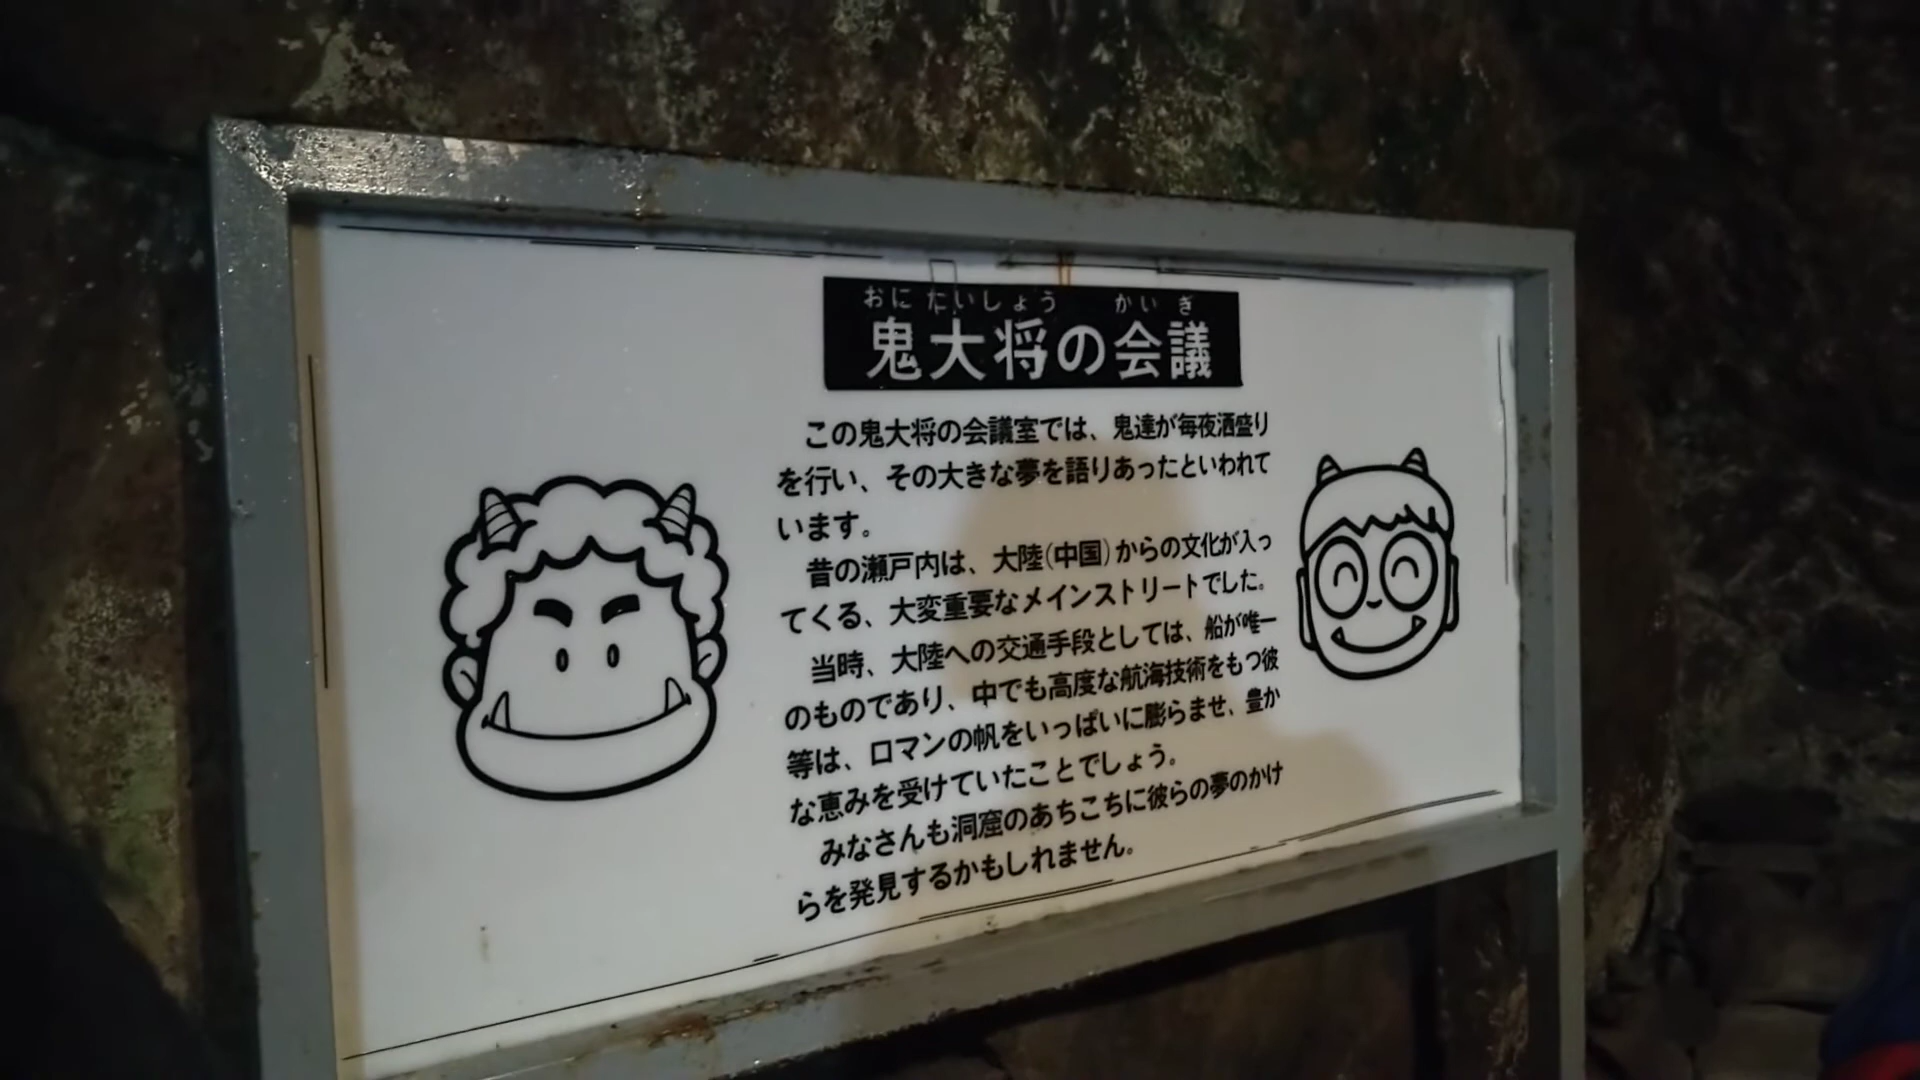 おにたいしょう かいぎ
鬼大将の会議
この鬼大将の会議室では、鬼達が毎夜酒盛り
を行い、その大きな夢を語りあったといわれて
います。
昔の瀬戸内は、大陸(中国)からの文化が入っ
てくる、大変重要なメインストリートでした。
当時、大陸への交通手段としては、船が唯一
のものであり、中でも高度な航海技術をもつ彼
等は、ロマンの帆をいっぱいに膨らませ、豊か
な恵みを受けていたことでしょう。
みなさんも洞窟のあちこちに彼らの夢のかけ
らを発見するかもしれません。